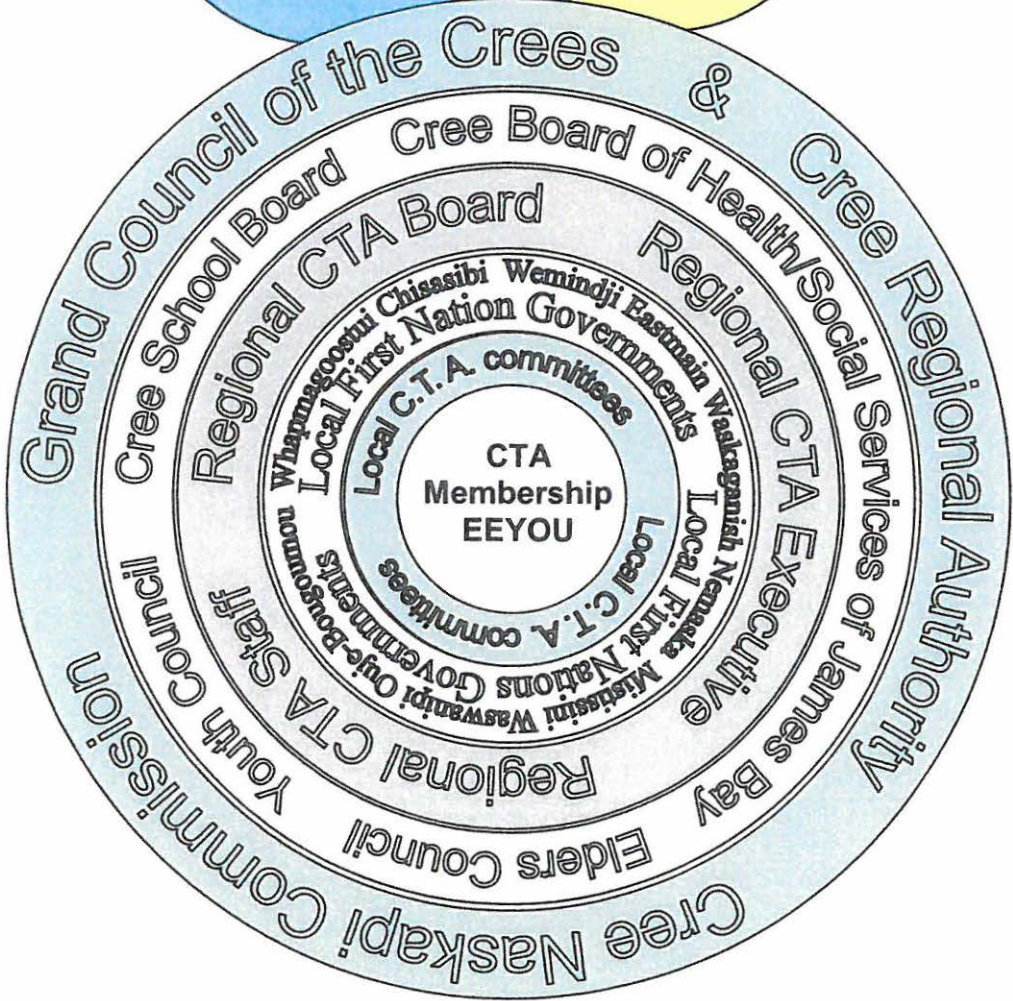 Grand Council of the Crees & Cree Regional Authority
Cree Naskapi Commission
Cree School Board
Cree Board of Health/Social Services of James Bay
Elders Council
Youth Council
Regional CTA Board
Regional CTA Executive
Regional CTA Staff
Whapmagoostui Chisasibi Wemindji Eastmain Waskaganish Nemaska Mistissini Waswanipi Ouje-Bougoumou
Local First Nation Governments
Local First Nations Governments
Local C.T.A. committees
Local C.T.A. committees
CTA
Membership
EEYOU